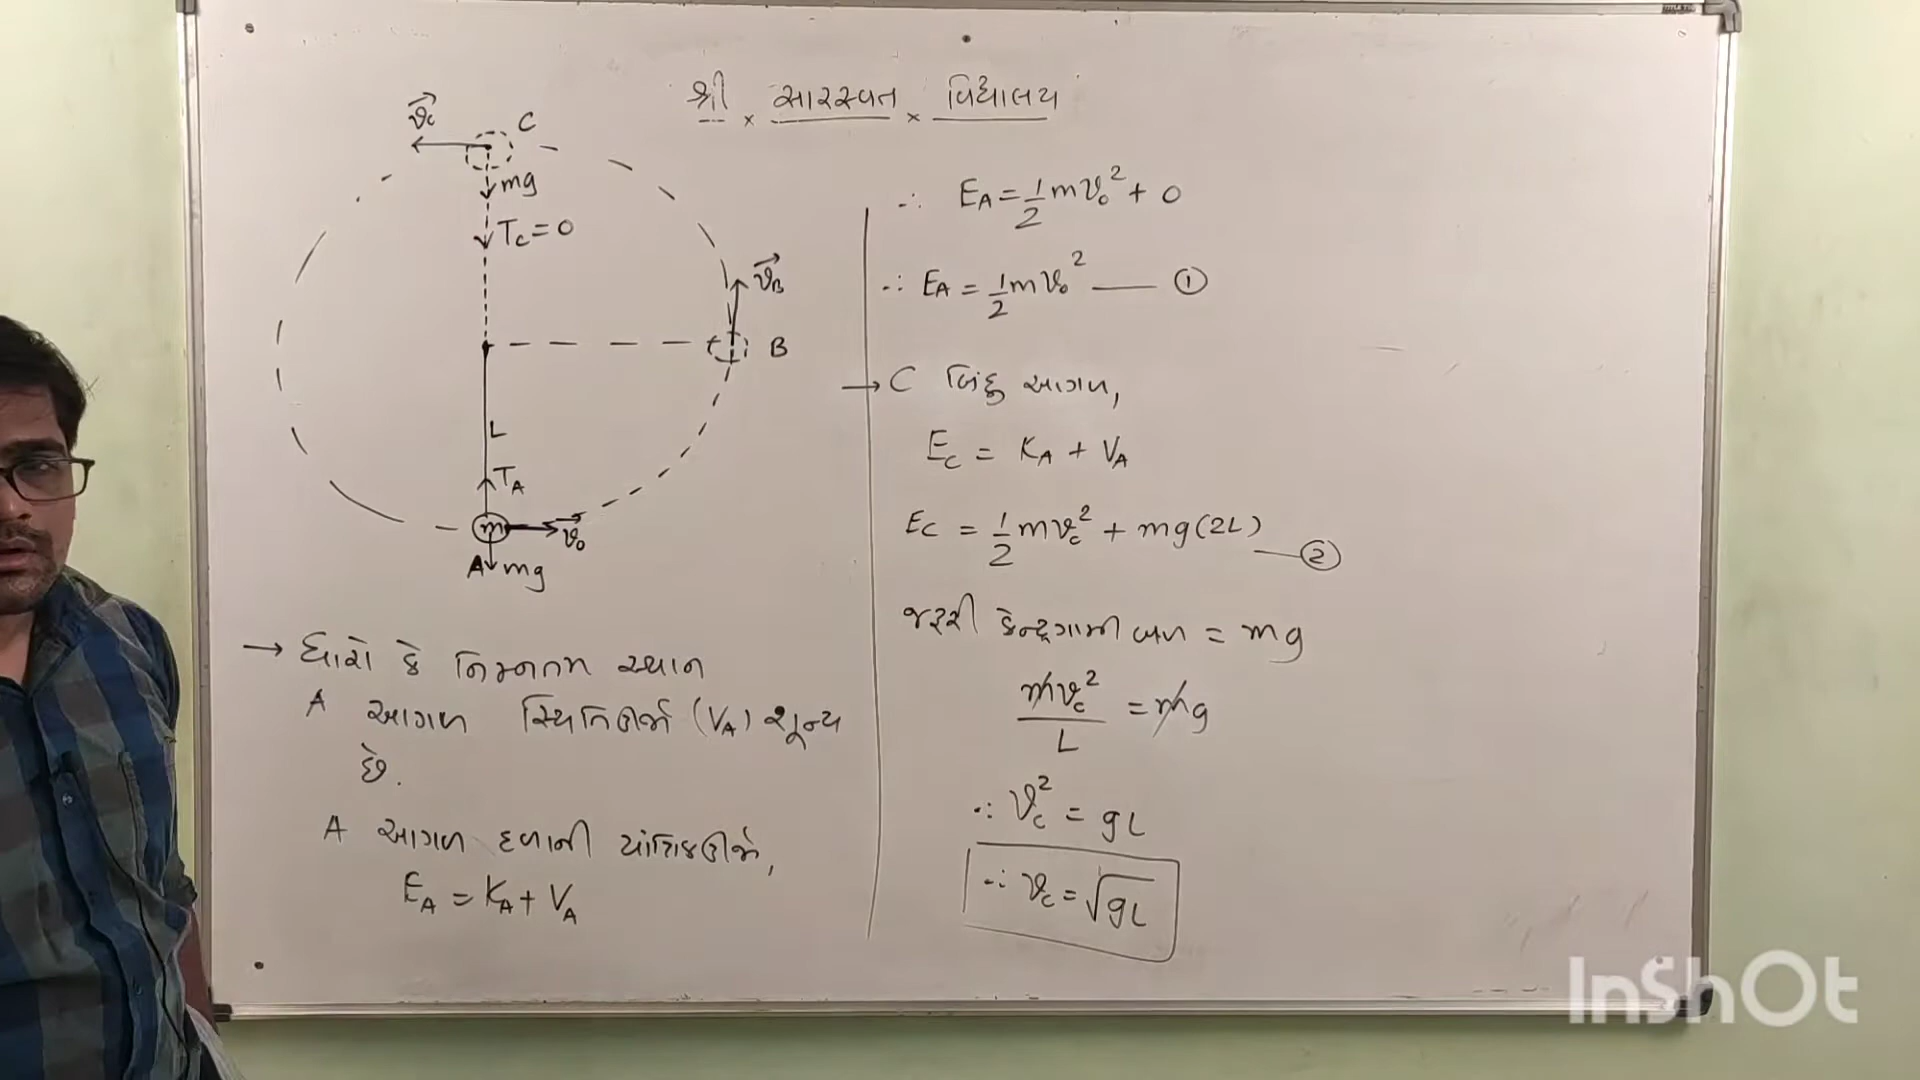 શ્રી × સારસ્વત × વિદ્યાલય
v⃗c C
mg
Tc = 0
v⃗B
B
L
TA
m v⃗₀
A mg
→ ધારો કે નિમ્નતમ સ્થાન
A આગળ સ્થિતિઊર્જા (VA) શૂન્ય
છે.
A આગળ દળાની યાંત્રિકઊર્જા,
EA = KA + VA
∴ EA = 1/2 mv₀² + 0
∴ EA = 1/2 mv₀² —— ①
→ C બિંદુ આગળ,
Ec = KA + VA
Ec = 1/2 mvc² + mg(2L) —— ②
જરૂરી કેન્દ્રગામી બળ = mg
mvc²/L = mg
∴ vc² = gL
∴ vc = √gL
InShOt